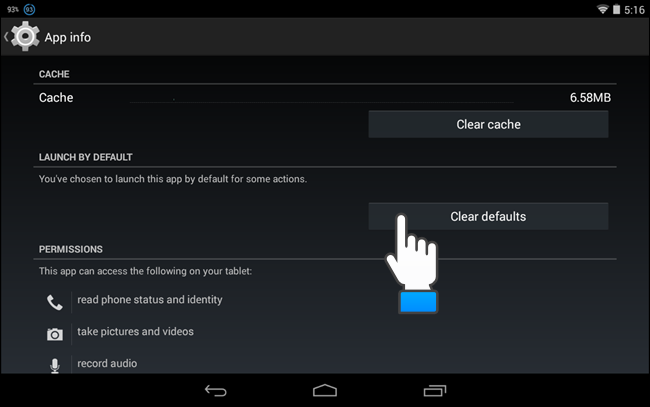 93% 93 5:16
App info
CACHE
Cache 6.58MB
Clear cache
LAUNCH BY DEFAULT
You've chosen to launch this app by default for some actions.
Clear defaults
PERMISSIONS
This app can access the following on your tablet:
read phone status and identity
take pictures and videos
record audio